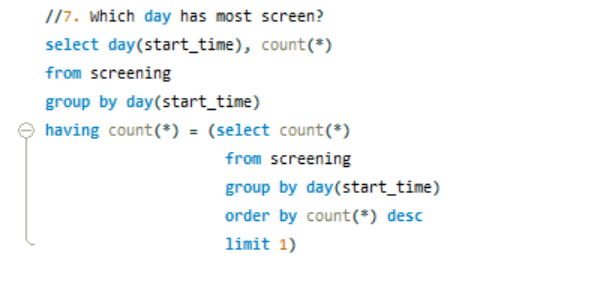 //7. Which day has most screen?
select day(start_time), count(*)
from screening
group by day(start_time)
having count(*) = (select count(*)
from screening
group by day(start_time)
order by count(*) desc
limit 1)